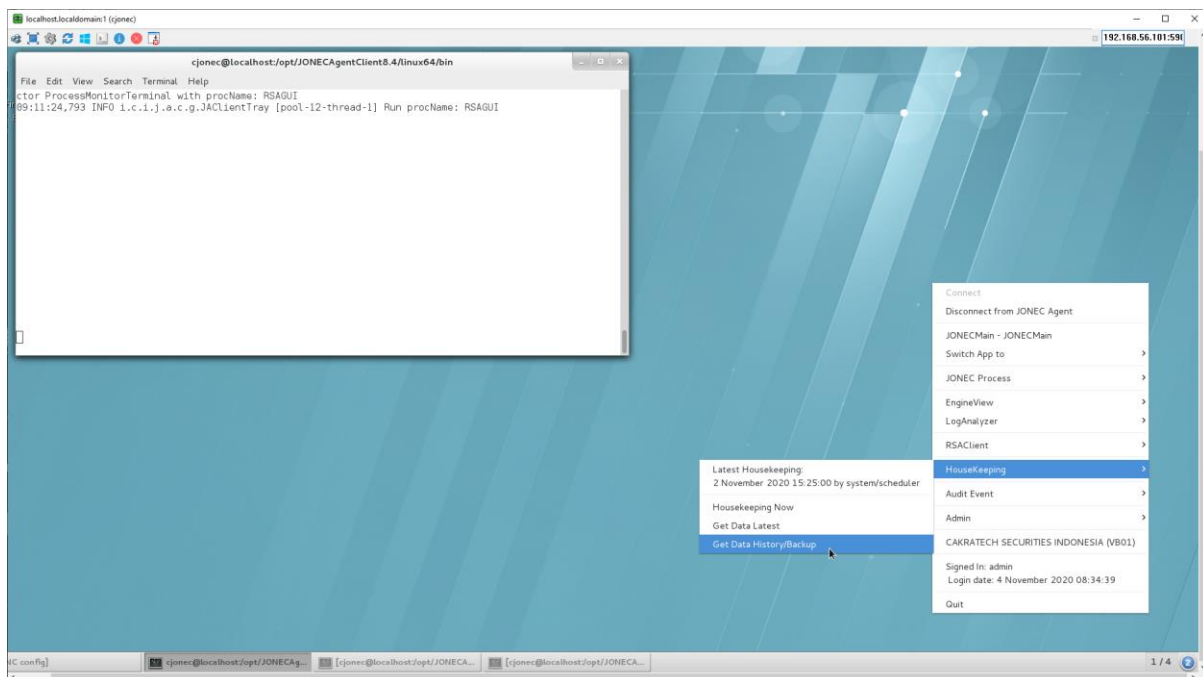 localhost.localdomain:1 (cjonec)
192.168.56.101:590
cjonec@localhost:/opt/JONECAgentClient8.4/linux64/bin
File Edit View Search Terminal Help
ctor ProcessMonitorTerminal with procName: RSAGUI
09:11:24,793 INFO i.c.i.j.a.c.g.JAClientTray [pool-12-thread-1] Run procName: RSAGUI
Connect
Disconnect from JONEC Agent
JONECMain - JONECMain
Switch App to
JONEC Process
EngineView
LogAnalyzer
RSAClient
HouseKeeping
Audit Event
Admin
CAKRATECH SECURITIES INDONESIA (VB01)
Signed In: admin
Login date: 4 November 2020 08:34:39
Quit
Latest Housekeeping:
2 November 2020 15:25:00 by system/scheduler
Housekeeping Now
Get Data Latest
Get Data History/Backup
NC config]
cjonec@localhost:/opt/JONECAg...
[cjonec@localhost:/opt/JONECA...
[cjonec@localhost:/opt/JONECA...
1 / 4
2